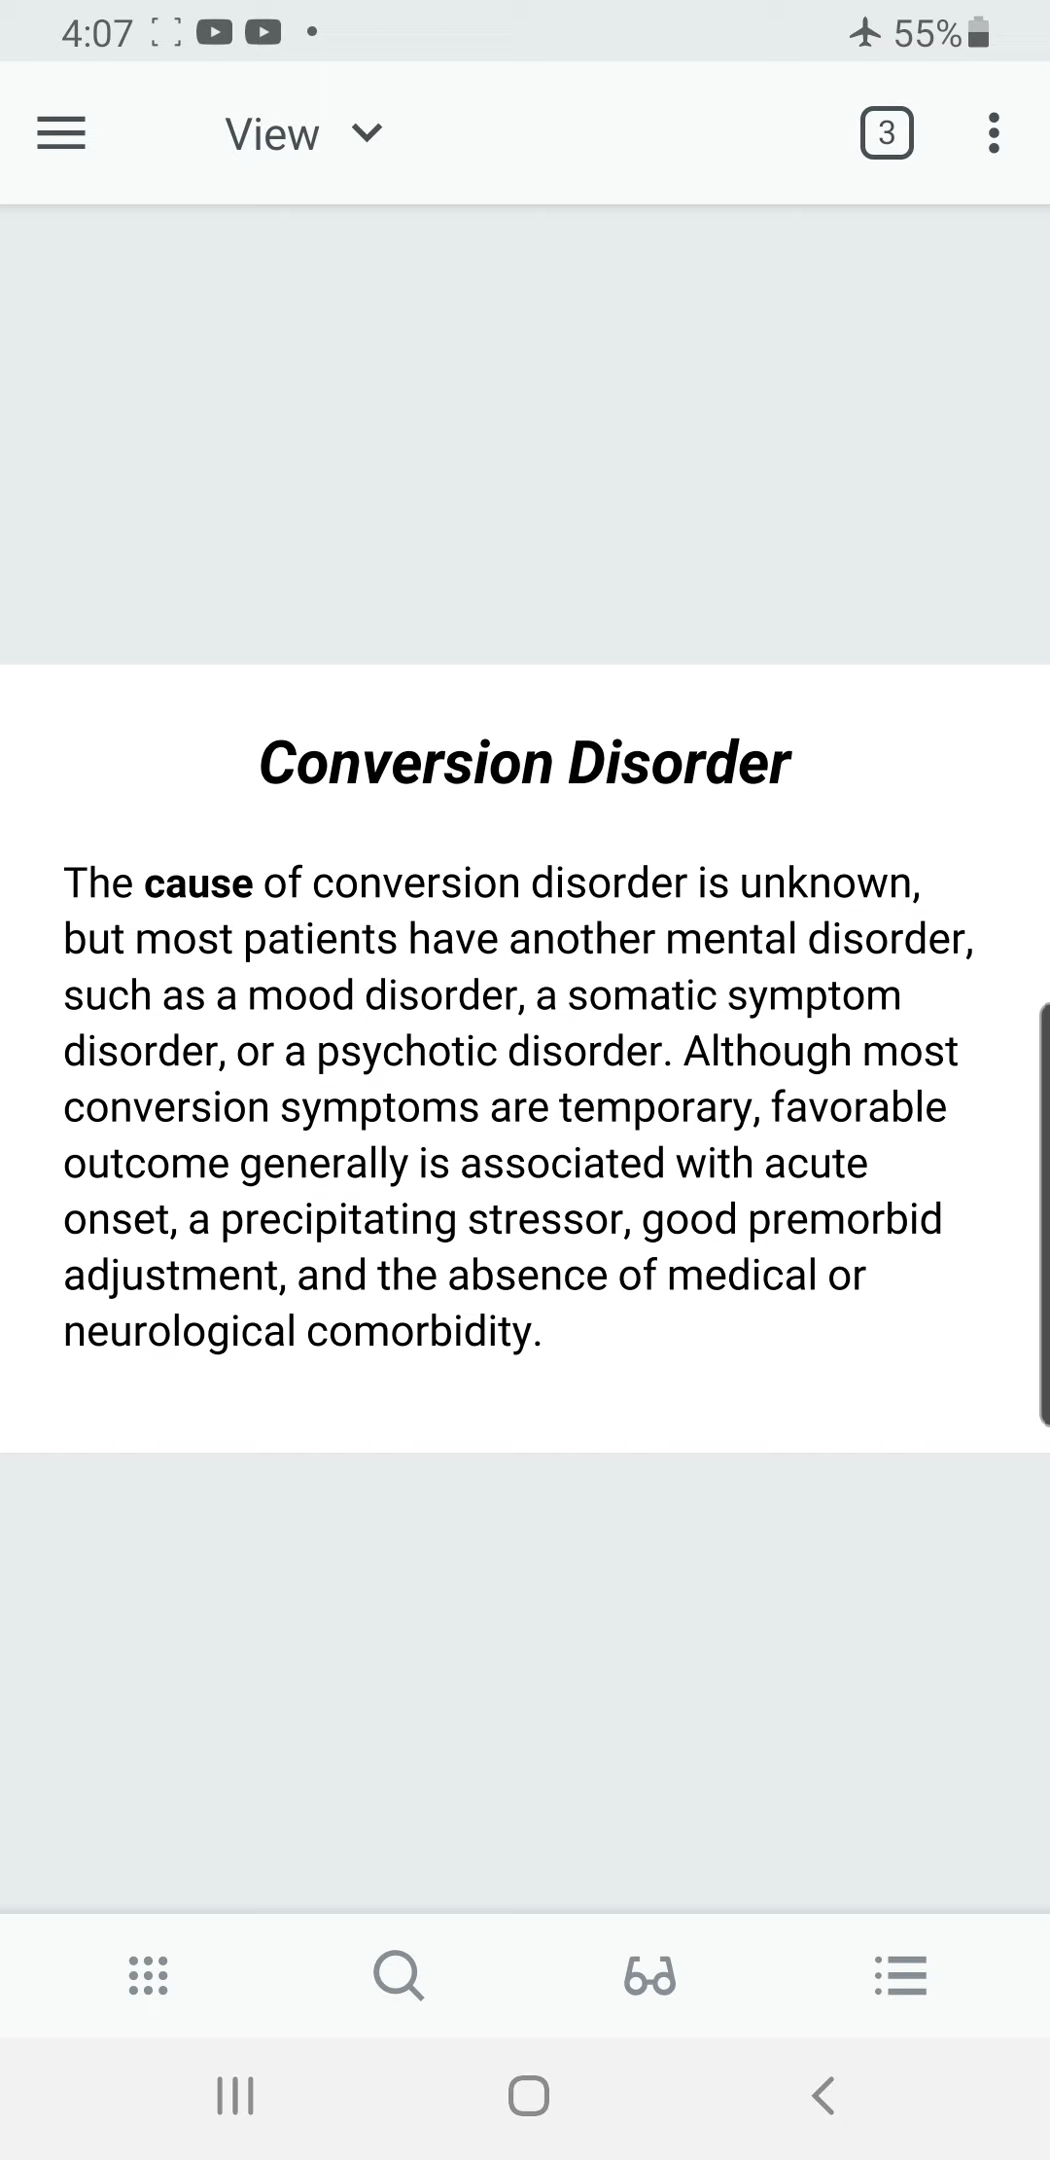 4:07 55%
View 3
Conversion Disorder
The cause of conversion disorder is unknown,
but most patients have another mental disorder,
such as a mood disorder, a somatic symptom
disorder, or a psychotic disorder. Although most
conversion symptoms are temporary, favorable
outcome generally is associated with acute
onset, a precipitating stressor, good premorbid
adjustment, and the absence of medical or
neurological comorbidity.